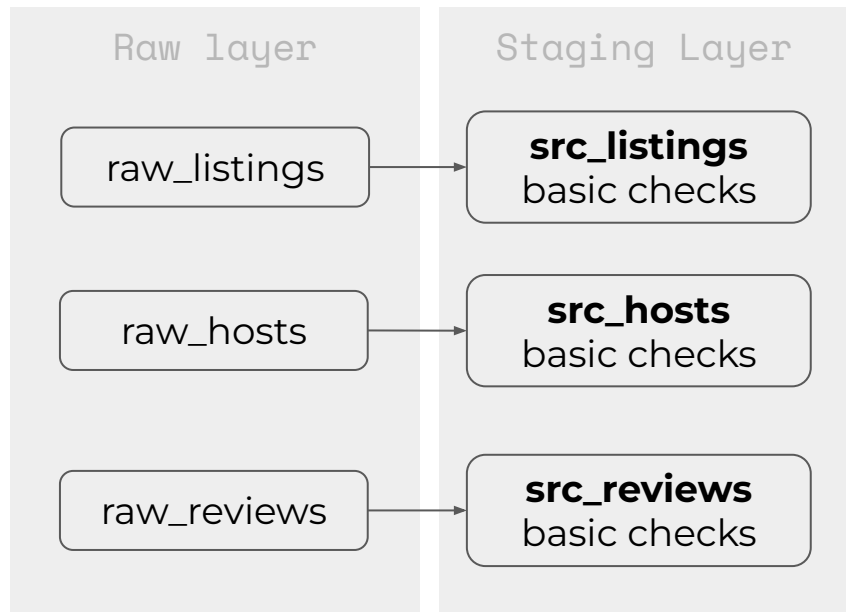 Raw layer
Staging Layer
raw_listings
src_listings
basic checks
raw_hosts
src_hosts
basic checks
raw_reviews
src_reviews
basic checks